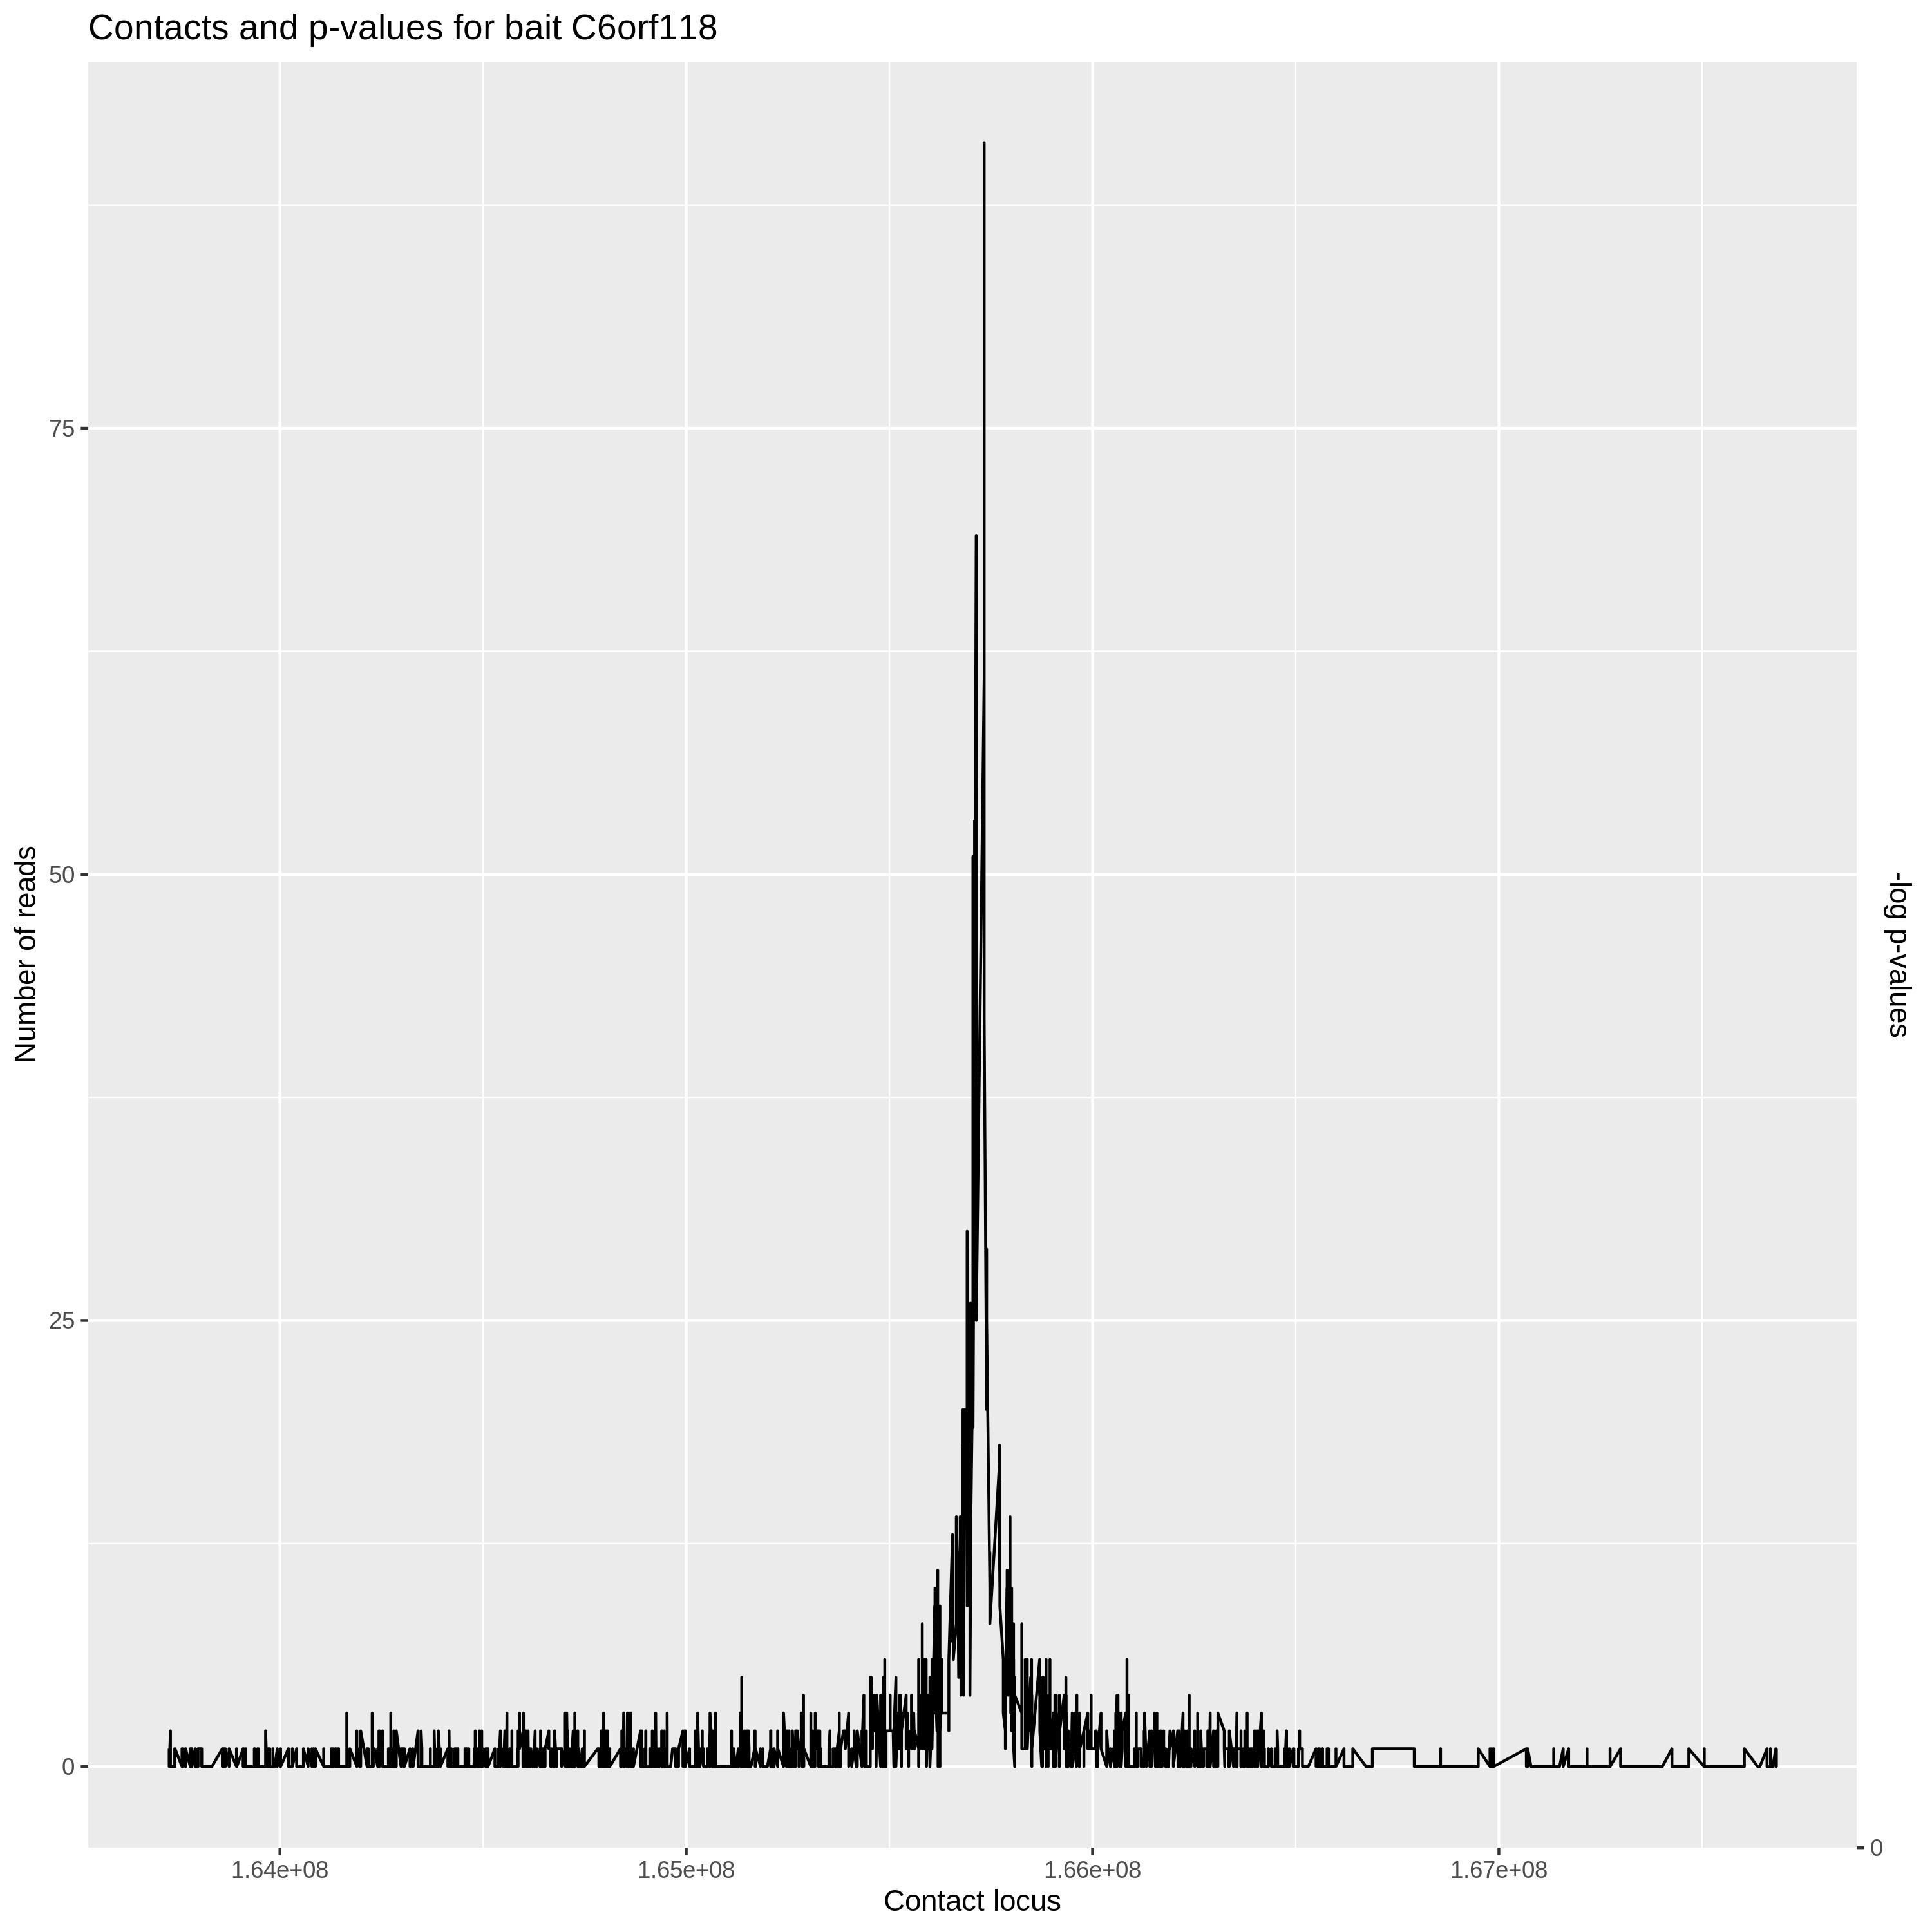 Contacts and p-values for bait C6orf118
Number of reads
75
50
25
0
-log p-values
0
1.64e+08
1.65e+08
1.66e+08
1.67e+08
Contact locus